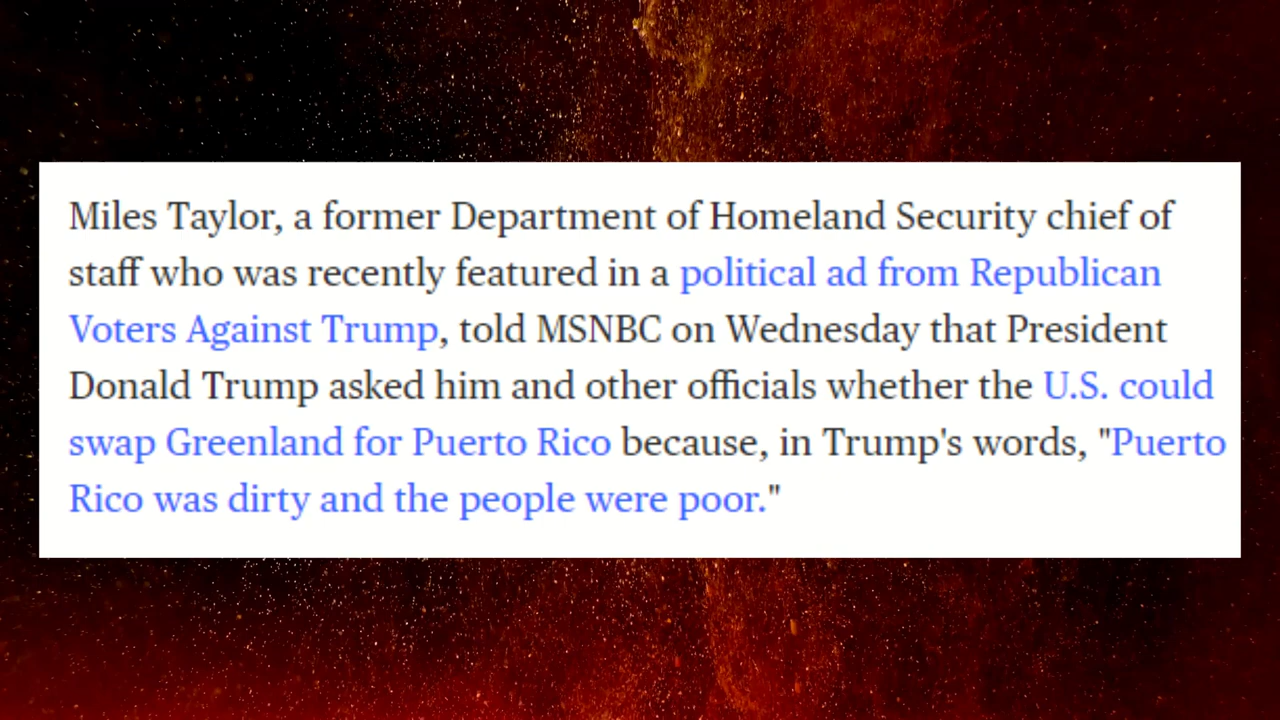 Miles Taylor, a former Department of Homeland Security chief of
staff who was recently featured in a political ad from Republican
Voters Against Trump, told MSNBC on Wednesday that President
Donald Trump asked him and other officials whether the U.S. could
swap Greenland for Puerto Rico because, in Trump's words, "Puerto
Rico was dirty and the people were poor."